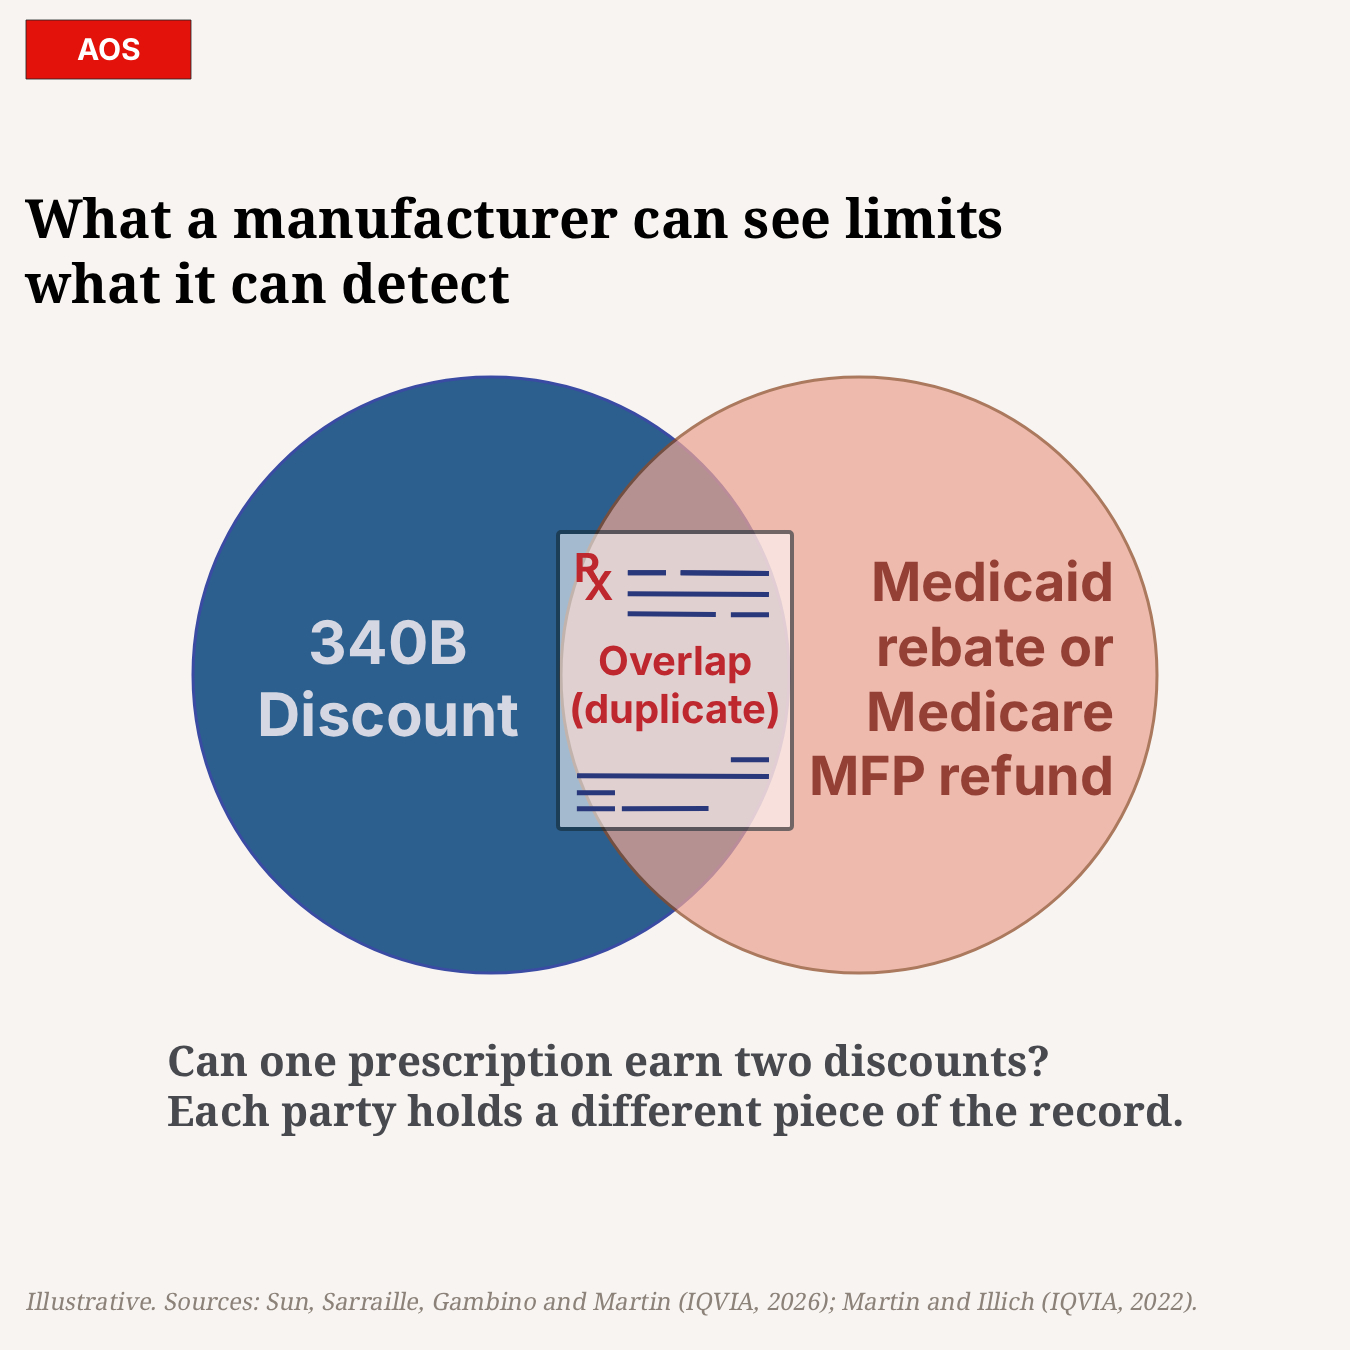 AOS
What a manufacturer can see limits
what it can detect
340B
Discount
Rx
Overlap
(duplicate)
Medicaid
rebate or
Medicare
MFP refund
Can one prescription earn two discounts?
Each party holds a different piece of the record.
Illustrative. Sources: Sun, Sarraille, Gambino and Martin (IQVIA, 2026); Martin and Illich (IQVIA, 2022).